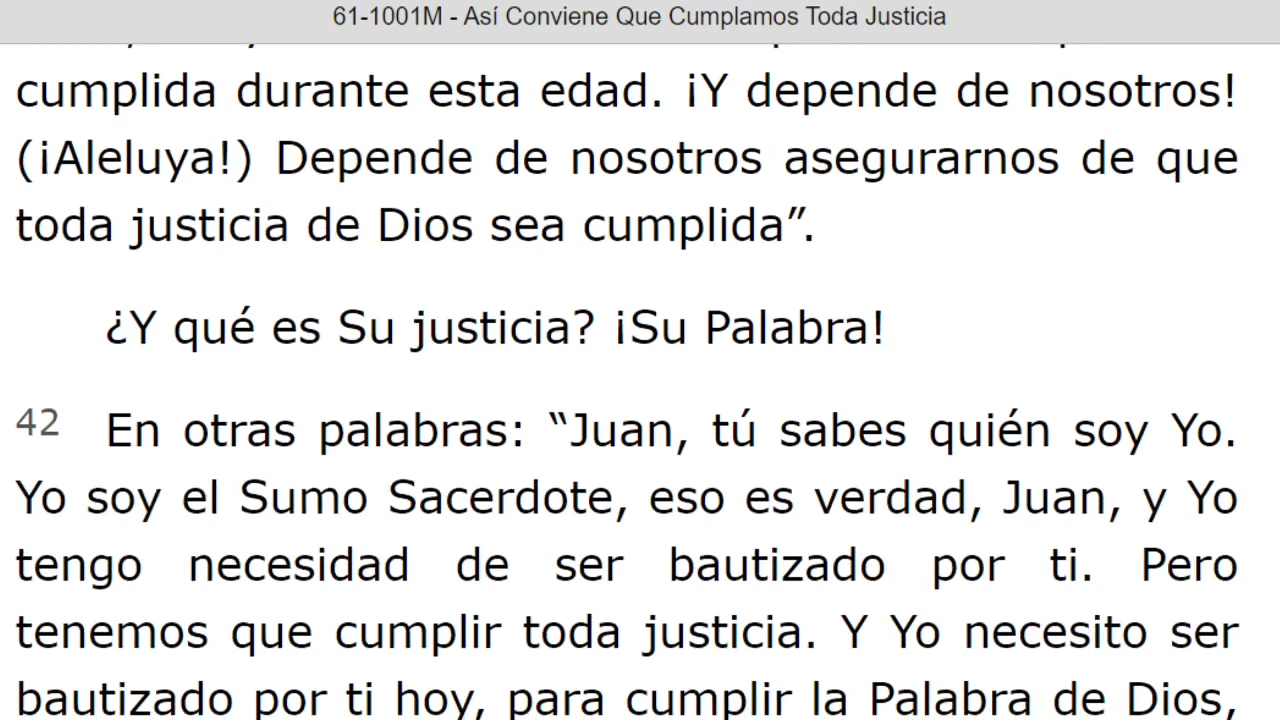 61-1001M - Así Conviene Que Cumplamos Toda Justicia
cumplida durante esta edad. ¡Y depende de nosotros!
(¡Aleluya!) Depende de nosotros asegurarnos de que
toda justicia de Dios sea cumplida”.
¿Y qué es Su justicia? ¡Su Palabra!
42 En otras palabras: “Juan, tú sabes quién soy Yo.
Yo soy el Sumo Sacerdote, eso es verdad, Juan, y Yo
tengo necesidad de ser bautizado por ti. Pero
tenemos que cumplir toda justicia. Y Yo necesito ser
bautizado por ti hoy, para cumplir la Palabra de Dios,